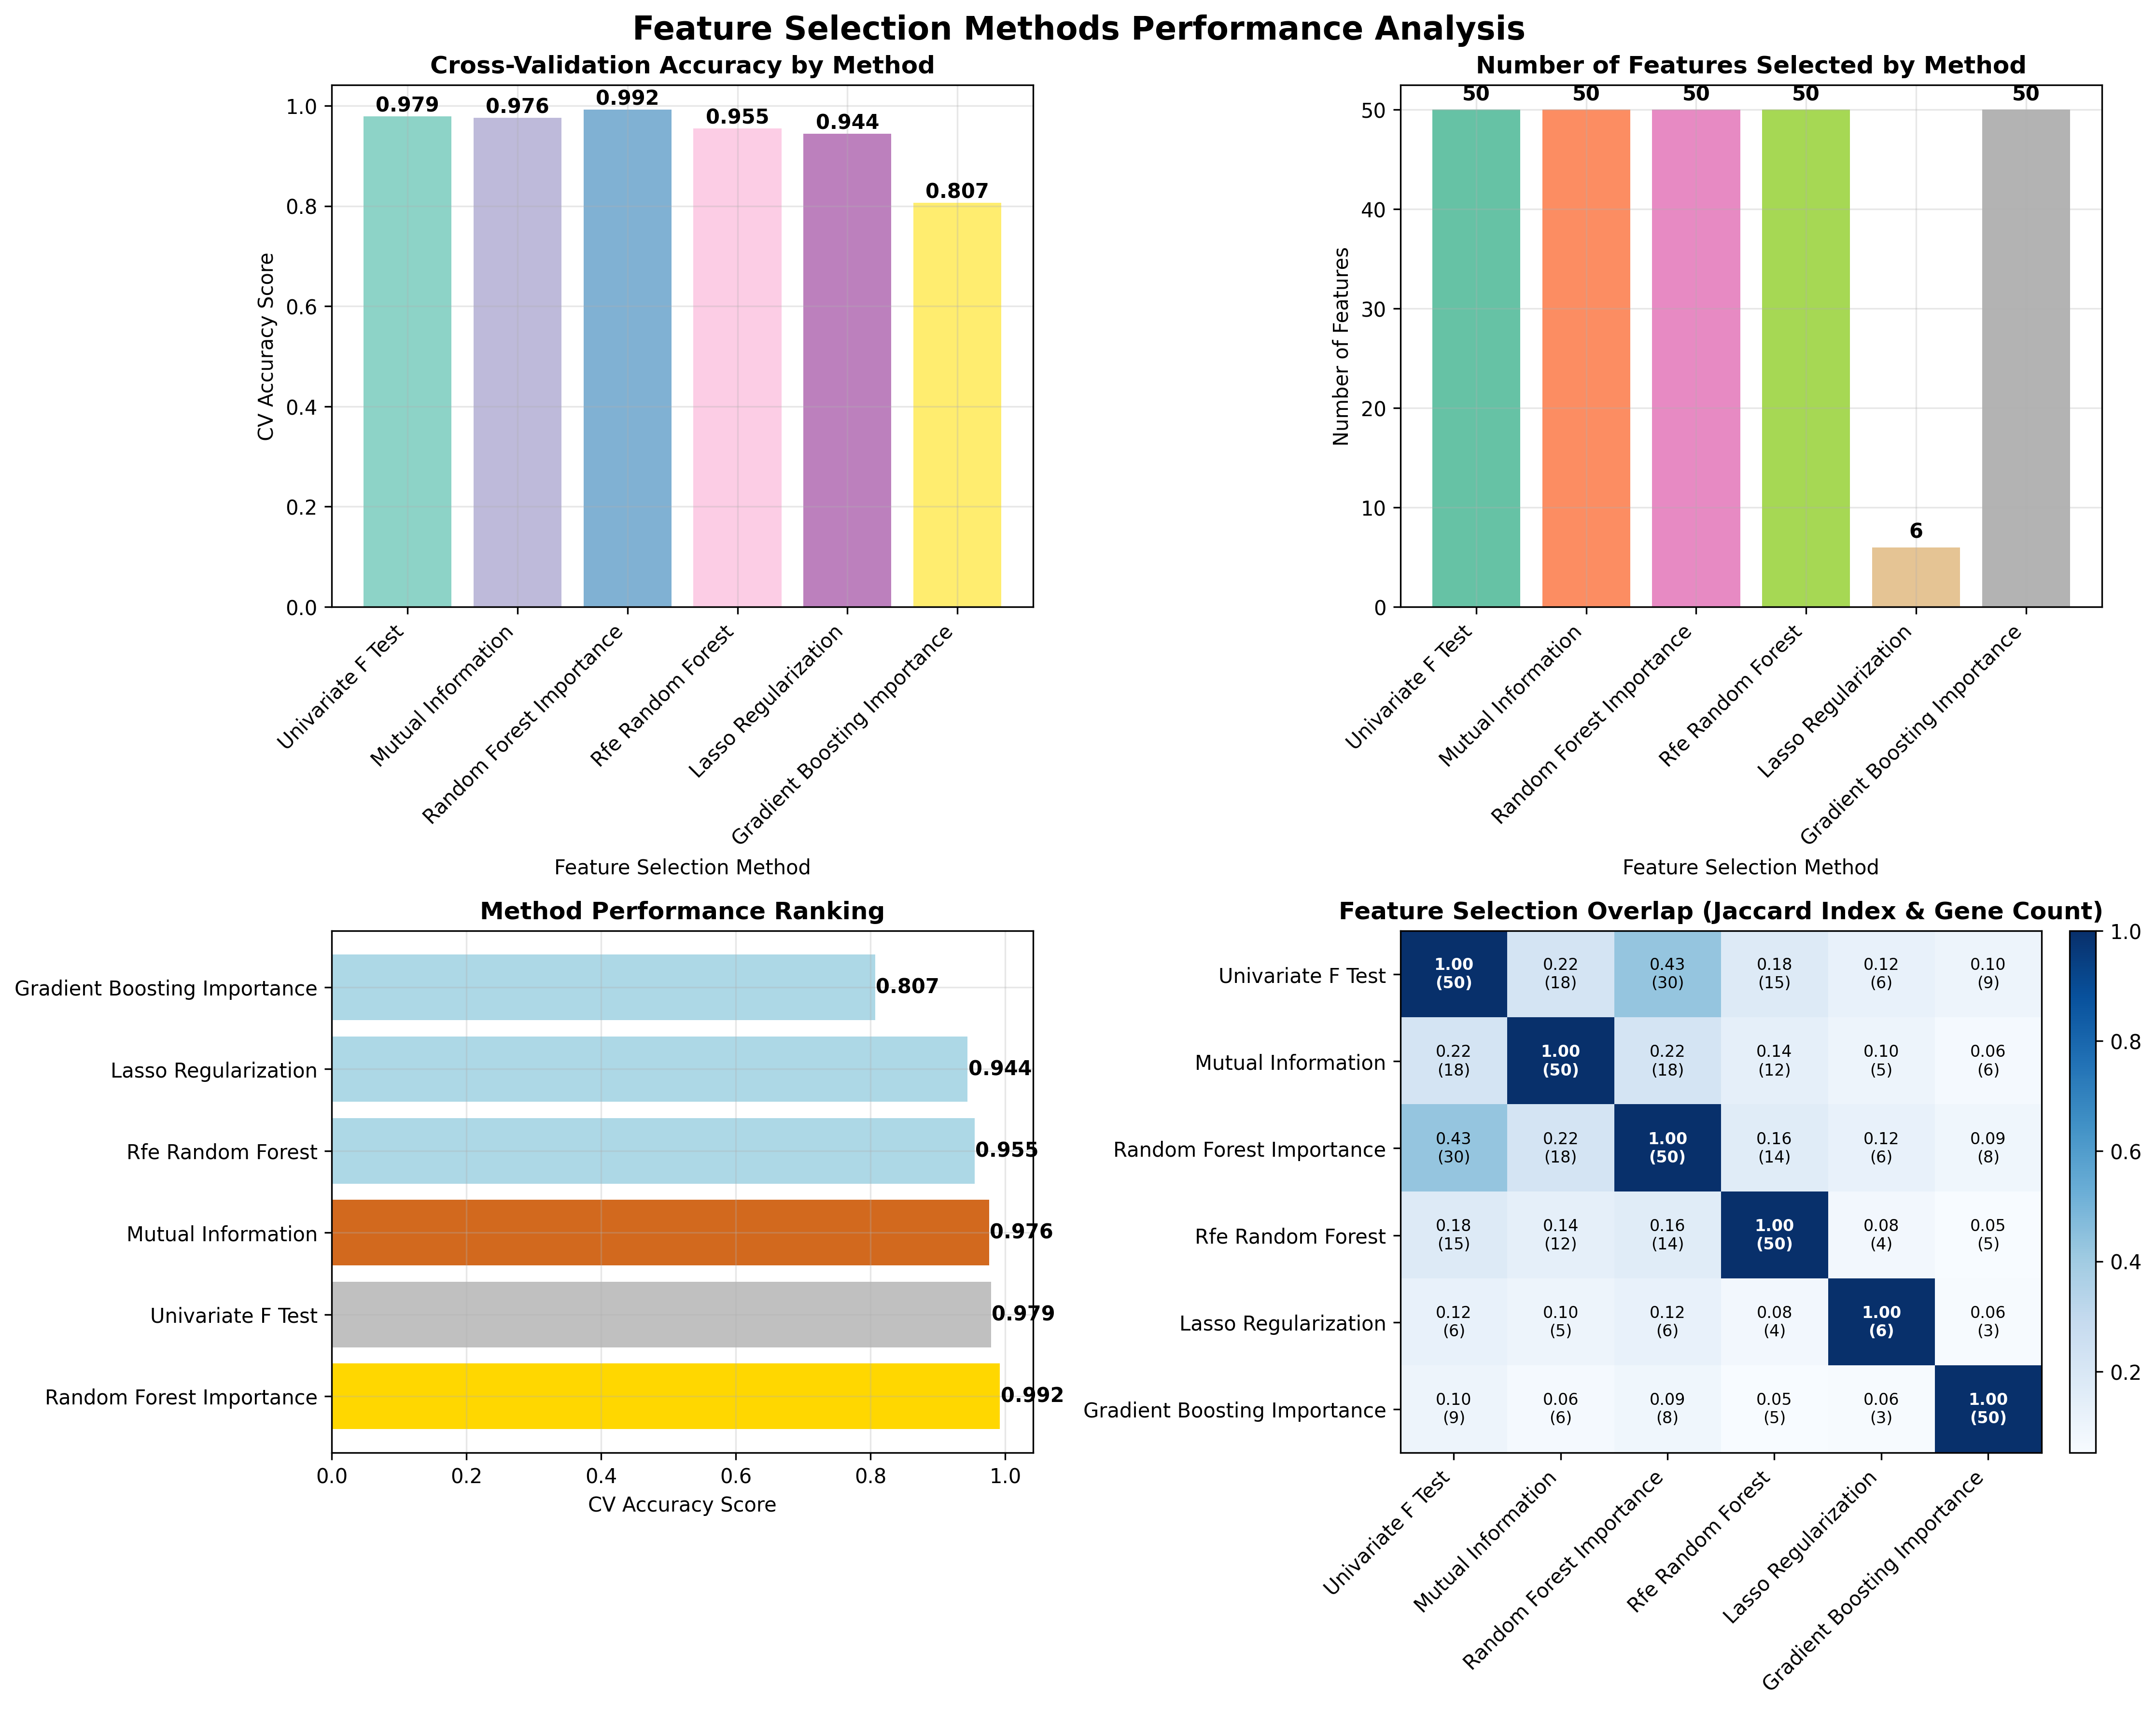 Feature Selection Methods Performance Analysis
Cross-Validation Accuracy by Method
CV Accuracy Score
1.0
0.8
0.6
0.4
0.2
0.0
0.979
0.976
0.992
0.955
0.944
0.807
Univariate F Test
Mutual Information
Random Forest Importance
Rfe Random Forest
Lasso Regularization
Gradient Boosting Importance
Feature Selection Method
Number of Features Selected by Method
Number of Features
50
40
30
20
10
0
50
50
50
50
6
50
Univariate F Test
Mutual Information
Random Forest Importance
Rfe Random Forest
Lasso Regularization
Gradient Boosting Importance
Feature Selection Method
Method Performance Ranking
Gradient Boosting Importance
0.807
Lasso Regularization
0.944
Rfe Random Forest
0.955
Mutual Information
0.976
Univariate F Test
0.979
Random Forest Importance
0.992
0.0 0.2 0.4 0.6 0.8 1.0
CV Accuracy Score
Feature Selection Overlap (Jaccard Index & Gene Count)
Univariate F Test
1.00 0.22 0.43 0.18 0.12 0.10
(50) (18) (30) (15) (6) (9)
Mutual Information
0.22 1.00 0.22 0.14 0.10 0.06
(18) (50) (18) (12) (5) (6)
Random Forest Importance
0.43 0.22 1.00 0.16 0.12 0.09
(30) (18) (50) (14) (6) (8)
Rfe Random Forest
0.18 0.14 0.16 1.00 0.08 0.05
(15) (12) (14) (50) (4) (5)
Lasso Regularization
0.12 0.10 0.12 0.08 1.00 0.06
(6) (5) (6) (4) (6) (3)
Gradient Boosting Importance
0.10 0.06 0.09 0.05 0.06 1.00
(9) (6) (8) (5) (3) (50)
Univariate F Test
Mutual Information
Random Forest Importance
Rfe Random Forest
Lasso Regularization
Gradient Boosting Importance
1.0
0.8
0.6
0.4
0.2